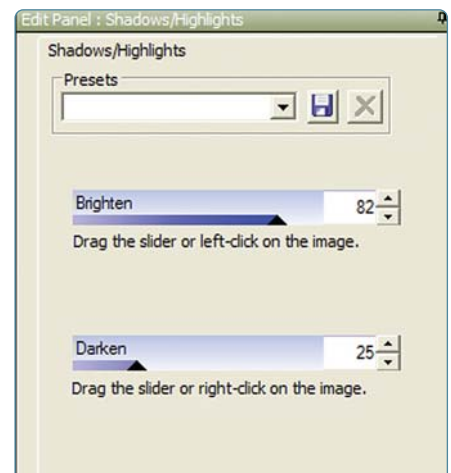 Edit Panel : Shadows/Highlights
Shadows/Highlights
Presets
Brighten 82
Drag the slider or left-click on the image.
Darken 25
Drag the slider or right-click on the image.